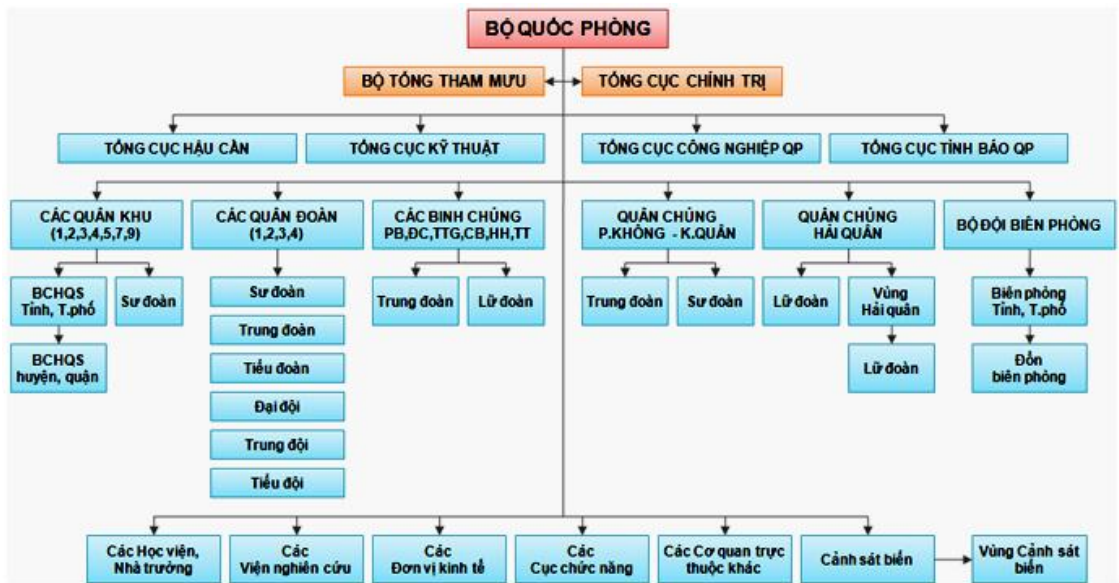 BỘ QUỐC PHÒNG
BỘ TỔNG THAM MƯU
TỔNG CỤC CHÍNH TRỊ
TỔNG CỤC HẬU CẦN
TỔNG CỤC KỸ THUẬT
TỔNG CỤC CÔNG NGHIỆP QP
TỔNG CỤC TÌNH BÁO QP
CÁC QUÂN KHU
(1,2,3,4,5,7,9)
CÁC QUÂN ĐOÀN
(1,2,3,4)
CÁC BINH CHỦNG
PB,ĐC,TTG,CB,HH,TT
QUÂN CHỦNG
P.KHÔNG - K.QUÂN
QUÂN CHỦNG
HẢI QUÂN
BỘ ĐỘI BIÊN PHÒNG
BCHQS
Tỉnh, T.phố
Sư đoàn
Sư đoàn
Trung đoàn
Lữ đoàn
Trung đoàn
Sư đoàn
Lữ đoàn
Vùng
Hải quân
Biên phòng
Tỉnh, T.phố
BCHQS
huyện, quận
Trung đoàn
Tiểu đoàn
Đại đội
Trung đội
Tiểu đội
Lữ đoàn
Đồn
biên phòng
Các Học viện,
Nhà trường
Các
Viện nghiên cứu
Các
Đơn vị kinh tế
Các
Cục chức năng
Các Cơ quan trực
thuộc khác
Cảnh sát biển
Vùng Cảnh sát
biển